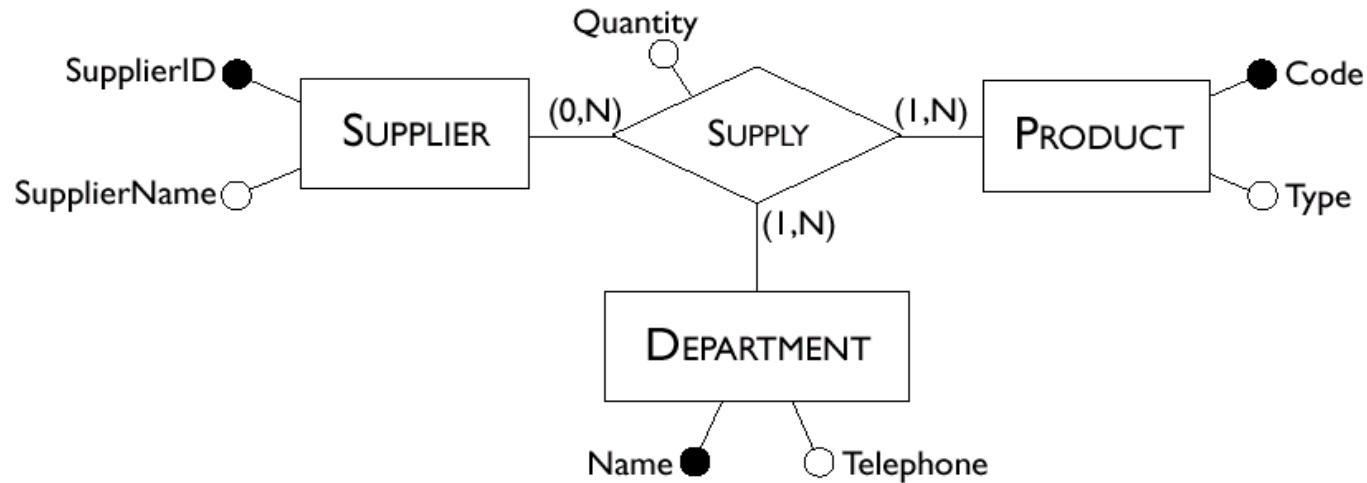 Quantity
SupplierID
Code
(0,N)
(1,N)
SUPPLIER
SUPPLY
PRODUCT
SupplierName
Type
(1,N)
DEPARTMENT
Name
Telephone